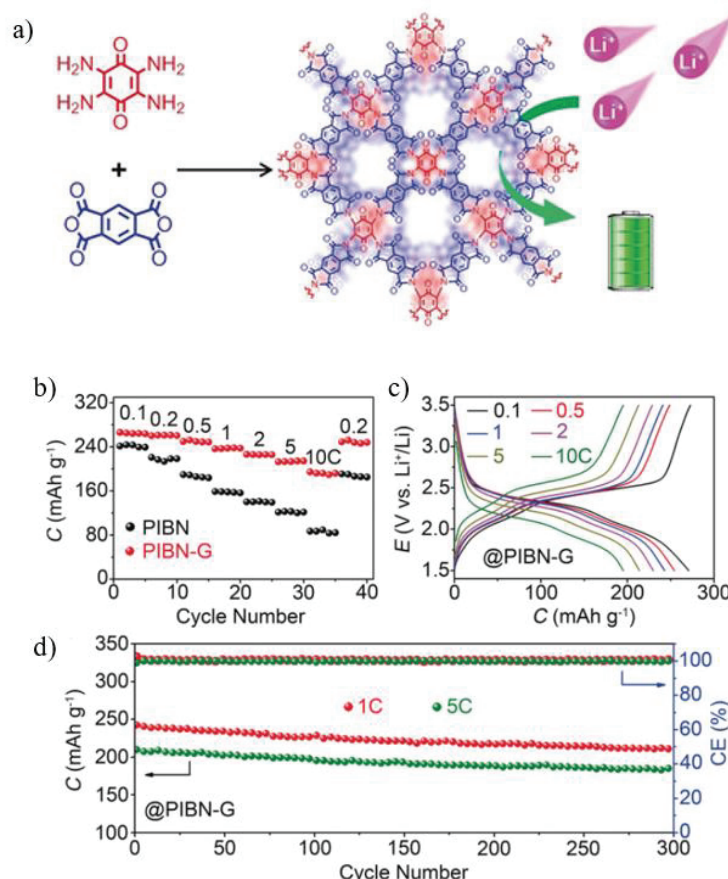 a)
O
H₂N NH₂
H₂N NH₂
O
+
O O
O O
O O
Li⁺
Li⁺
Li⁺
b)
320
240
160
80
0
C (mAh g⁻¹)
0.1 0.2 0.5 1 2 5 10C 0.2
PIBN
PIBN-G
0 10 20 30 40
Cycle Number
c)
3.5
3.0
2.5
2.0
1.5
E (V vs. Li⁺/Li)
0.1 0.5
1 2
5 10C
@PIBN-G
0 100 200 300
C (mAh g⁻¹)
d)
350
300
250
200
150
100
C (mAh g⁻¹)
1C 5C
@PIBN-G
100
80
60
40
20
0
CE (%)
0 50 100 150 200 250 300
Cycle Number